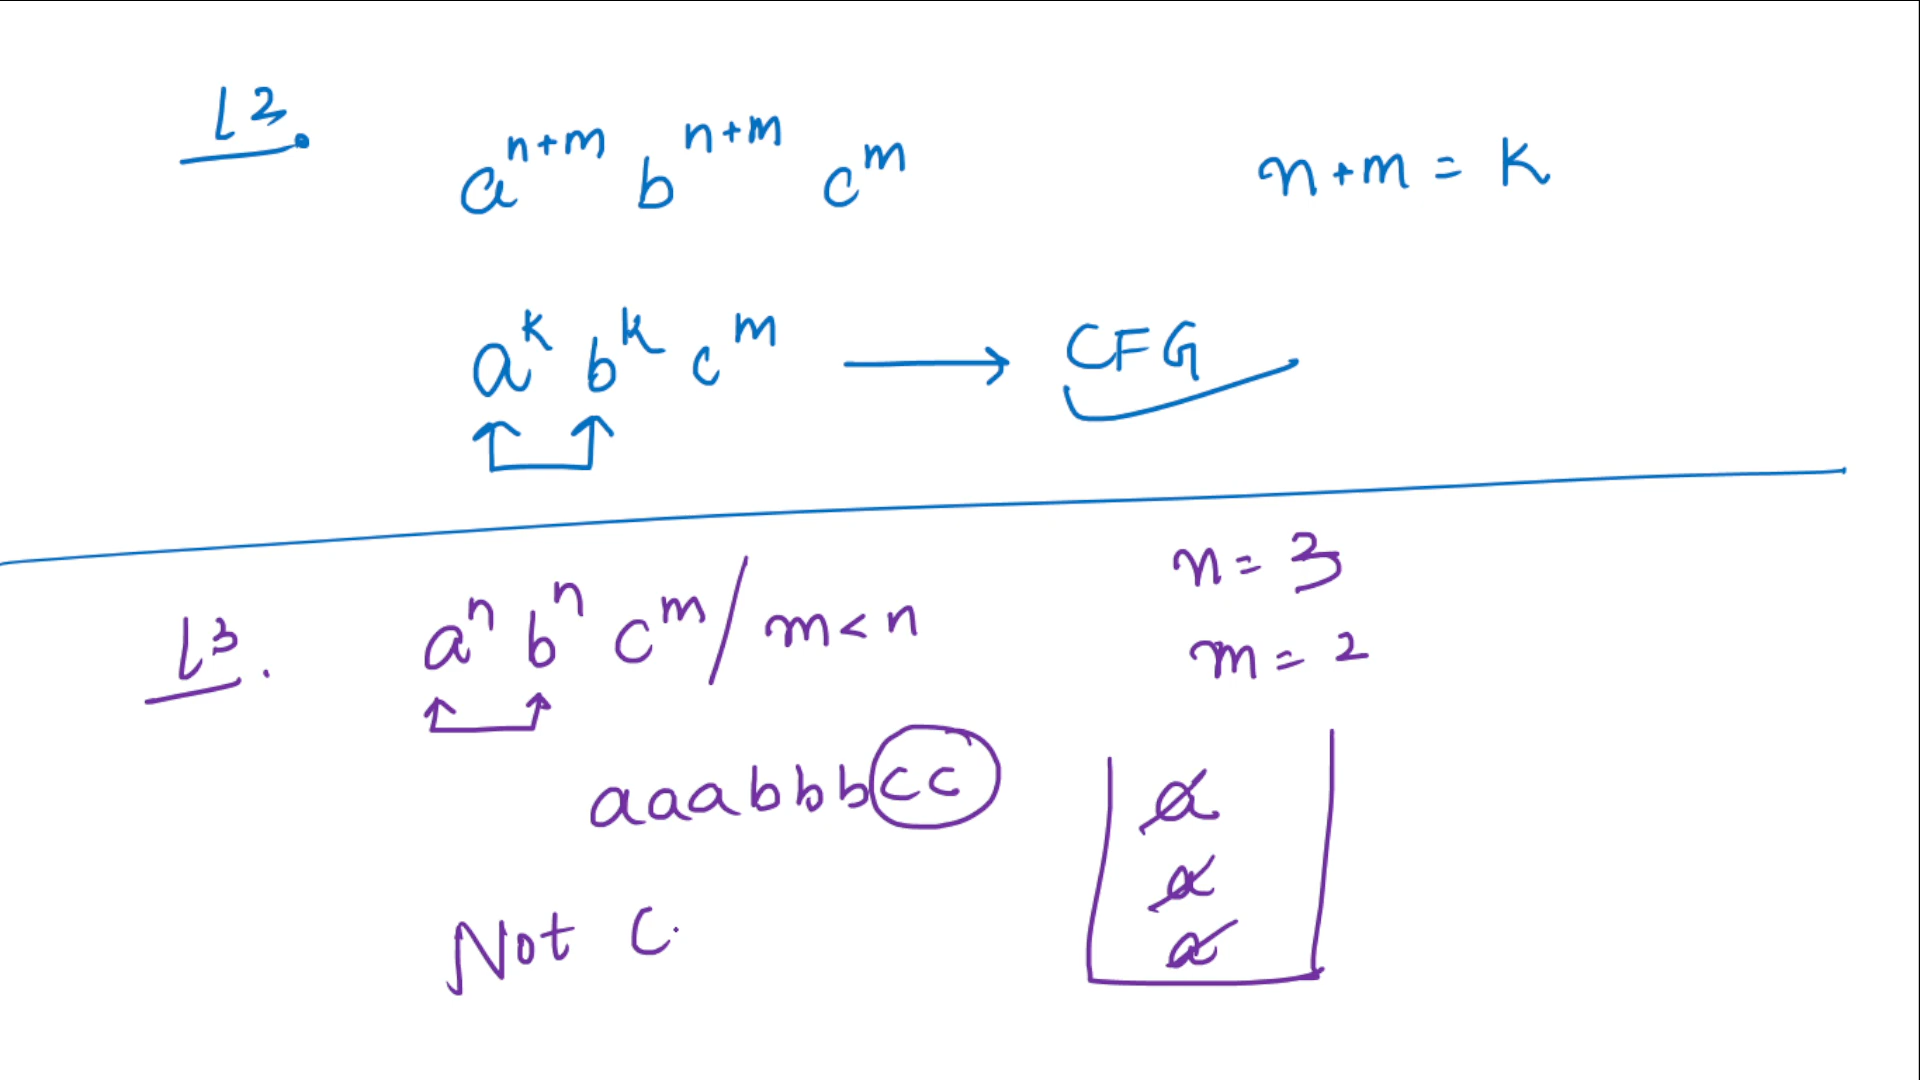 L2. a^{n+m} b^{n+m} c^m n+m = K
a^K b^K c^m → CFG
L3. a^n b^n c^m / m < n
n = 3
m = 2
aaabbbcc
a
a
a
Not C